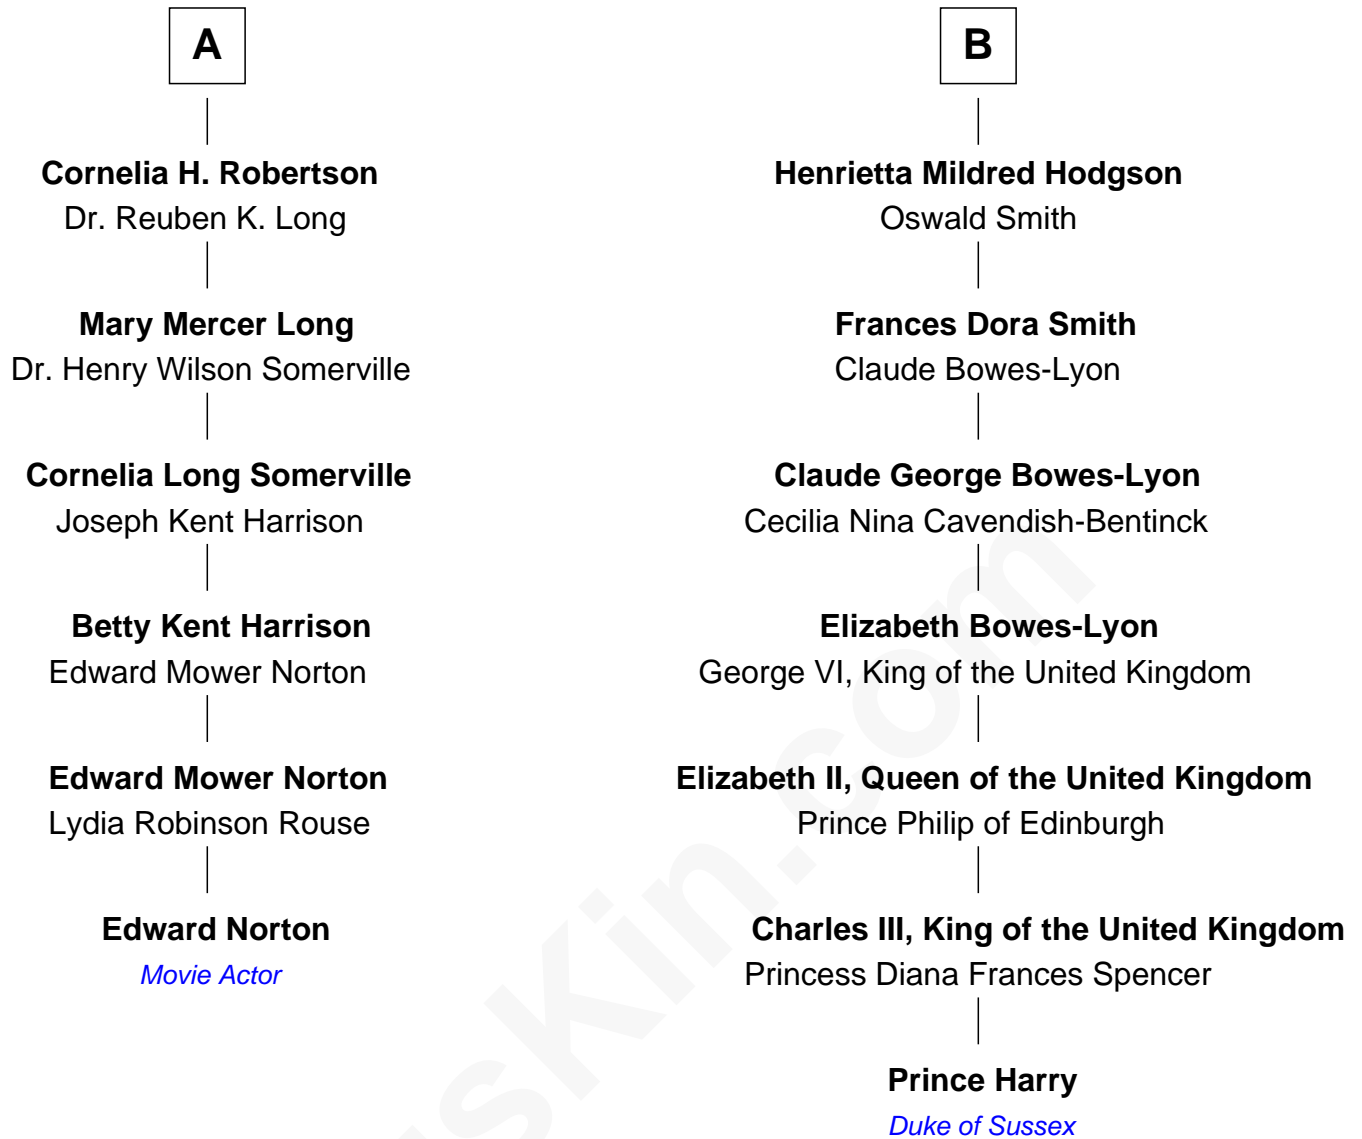 A
Cornelia H. Robertson
Dr. Reuben K. Long
Mary Mercer Long
Dr. Henry Wilson Somerville
Cornelia Long Somerville
Joseph Kent Harrison
Betty Kent Harrison
Edward Mower Norton
Edward Mower Norton
Lydia Robinson Rouse
Edward Norton
Movie Actor
B
Henrietta Mildred Hodgson
Oswald Smith
Frances Dora Smith
Claude Bowes-Lyon
Claude George Bowes-Lyon
Cecilia Nina Cavendish-Bentinck
Elizabeth Bowes-Lyon
George VI, King of the United Kingdom
Elizabeth II, Queen of the United Kingdom
Prince Philip of Edinburgh
Charles III, King of the United Kingdom
Princess Diana Frances Spencer
Prince Harry
Duke of Sussex
sKin.com